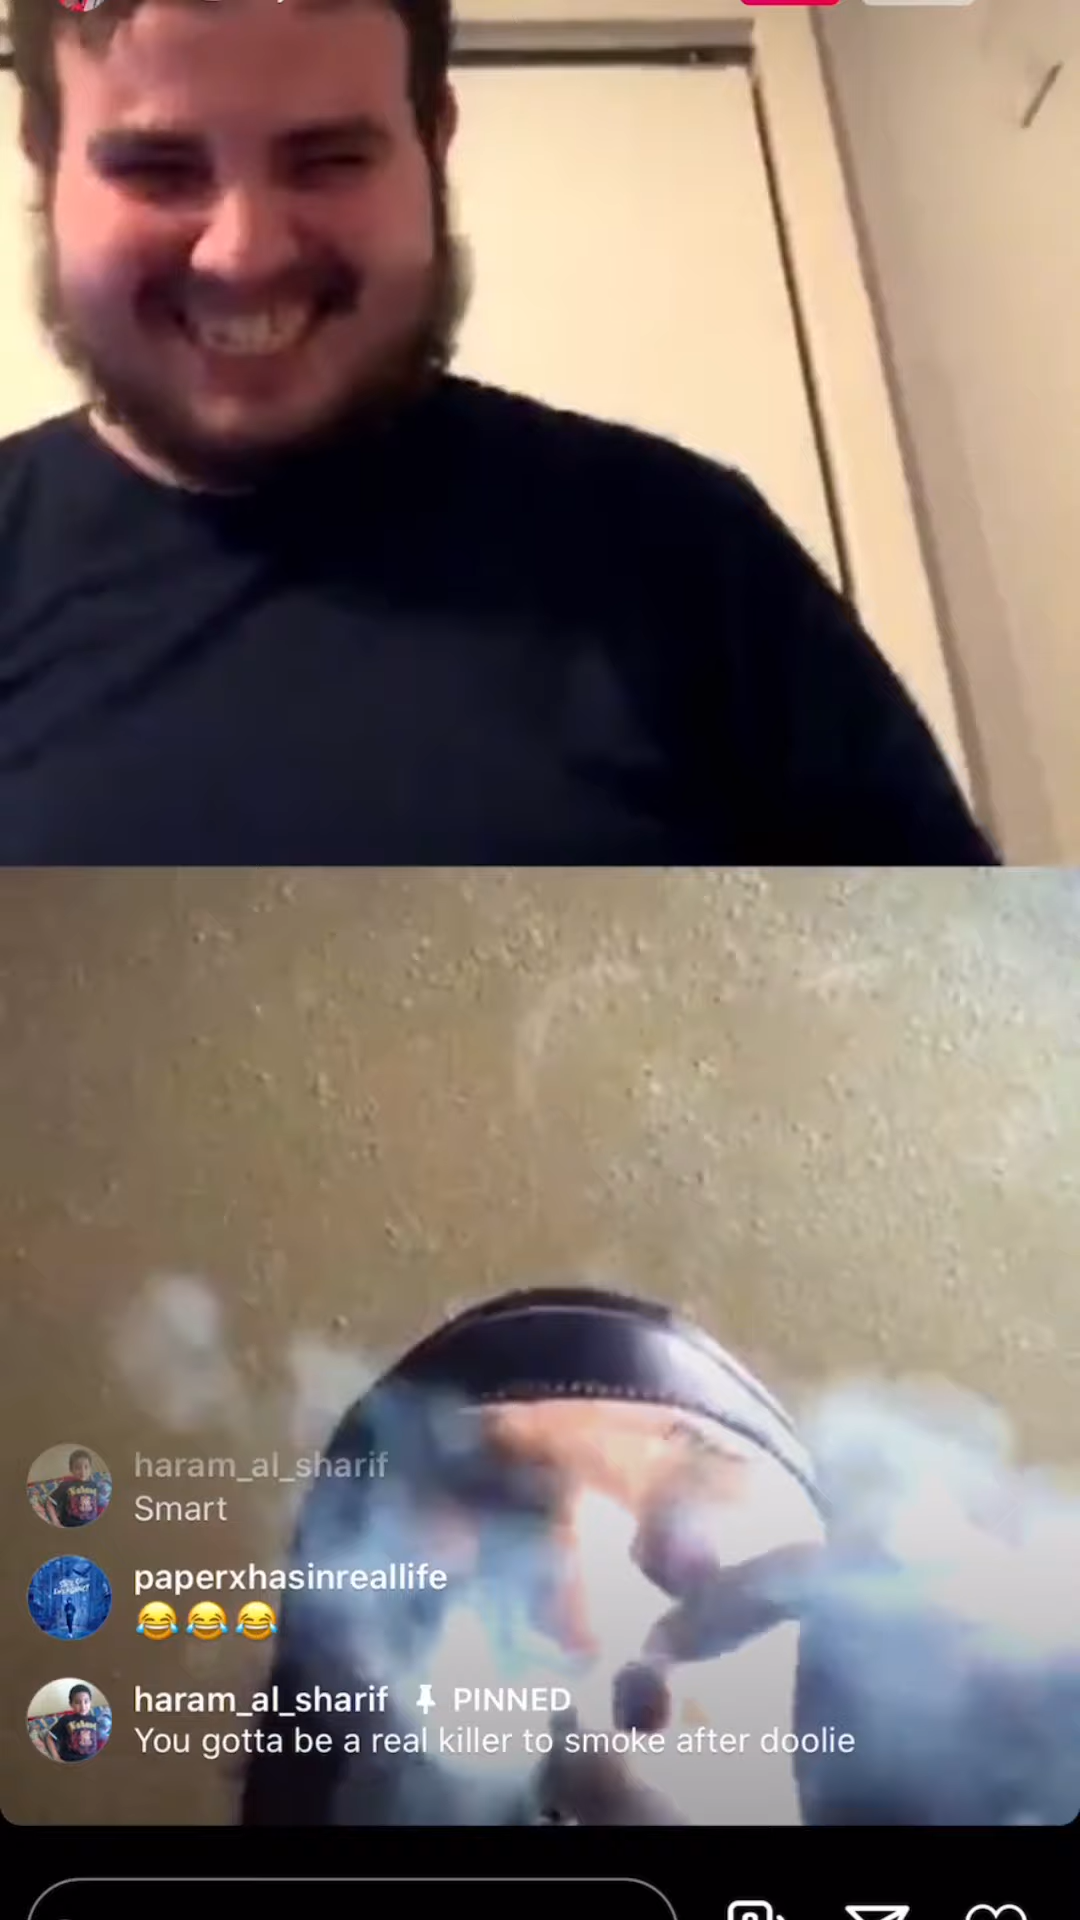 haram_al_sharif
Smart
paperxhasinreallife
😂😂😂
haram_al_sharif 📌 PINNED
You gotta be a real killer to smoke after doolie